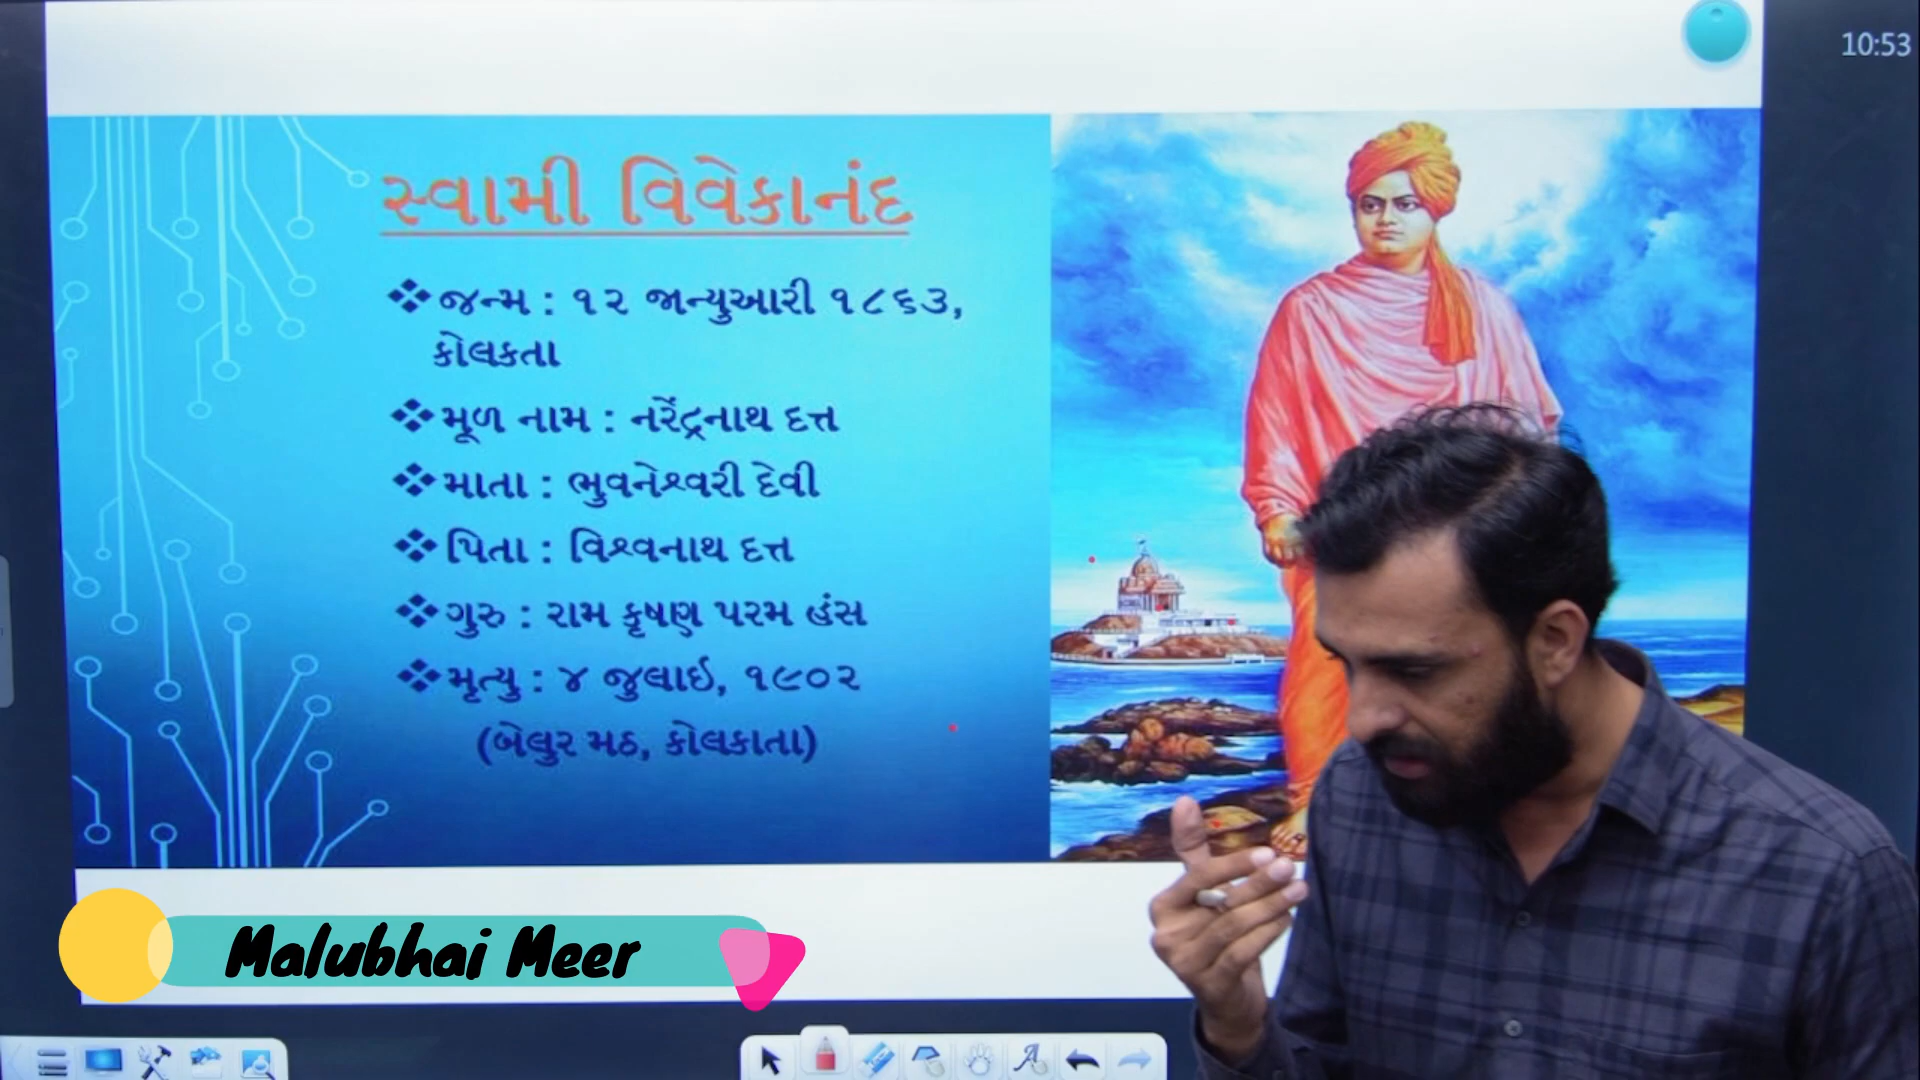 10:53
સ્વામી વિવેકાનંદ
❖જન્મ : ૧૨ જાન્યુઆરી ૧૮૬૩,
કોલકતા
❖મૂળ નામ : નરેંદ્રનાથ દત્ત
❖માતા : ભુવનેશ્વરી દેવી
❖પિતા : વિશ્વનાથ દત્ત
❖ગુરુ : રામ કૃષણ પરમ હંસ
❖મૃત્યુ : ૪ જુલાઇ, ૧૯૦૨
(બેલુર મઠ, કોલકાતા)
Malubhai Meer